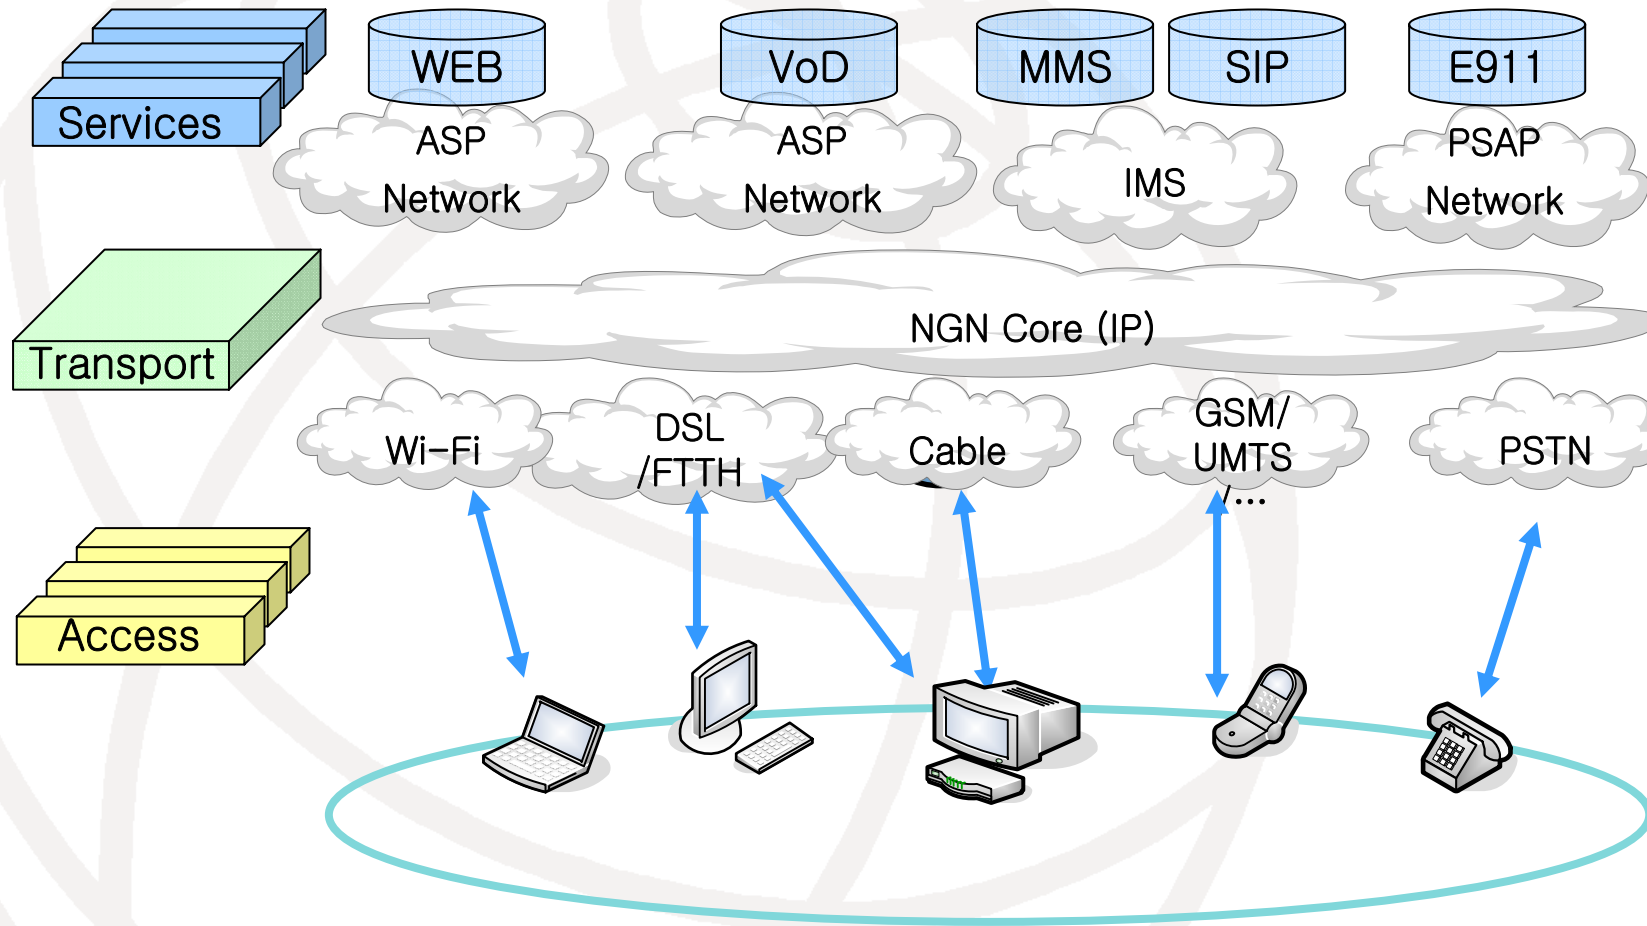 Services
WEB
VoD
MMS
SIP
E911
ASP
Network
ASP
Network
IMS
PSAP
Network
Transport
NGN Core (IP)
Wi-Fi
DSL
/FTTH
Cable
GSM/
UMTS
/...
PSTN
Access